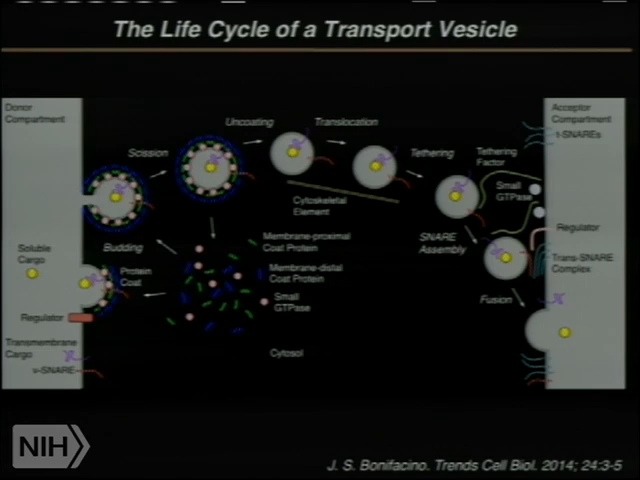 The Life Cycle of a Transport Vesicle
Donor
Compartment
Acceptor
Compartment
Uncoating
Translocation
t-SNAREs
Scission
Tethering
Tethering
Factor
Small
GTPase
Cytoskeletal
Element
Regulator
SNARE
Assembly
Membrane-proximal
Coat Protein
Budding
Soluble
Cargo
Trans-SNARE
Complex
Membrane-distal
Coat Protein
Protein
Coat
Small
GTPase
Fusion
Regulator
Transmembrane
Cargo
v-SNARE
Cytosol
NIH
J. S. Bonifacino. Trends Cell Biol. 2014; 24:3-5